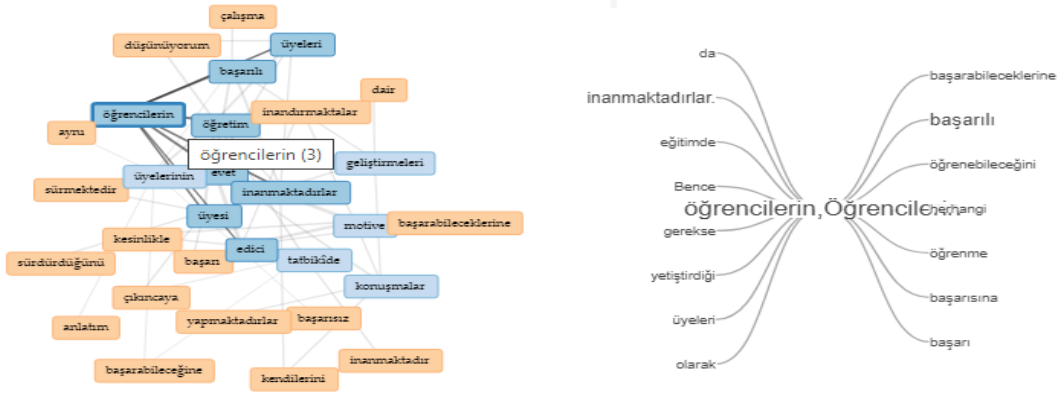 çalışma
düşünüyorum
üyeleri
başarılı
dair
öğrencilerin
inandırmaktalar
öğretim
aynı
öğrencilerin (3)
geliştirmeleri
üyelerinin
evet
sürmektedir
inanmaktadırlar
üyesi
motive
başarabileceklerine
kesinlikle
edici
sürdürdüğünü
başarı
tatbikîde
konuşmalar
çıkıncaya
anlatım
yapmaktadırlar
başarısız
başarabileceğine
inanmaktadır
kendilerini
da
inanmaktadırlar.
eğitimde
Bence
gerekse
yetiştirdiği
üyeleri
olarak
öğrencilerin,Öğrencile
başarabileceklerine
başarılı
öğrenebileceğini
herhangi
öğrenme
başarısına
başarı